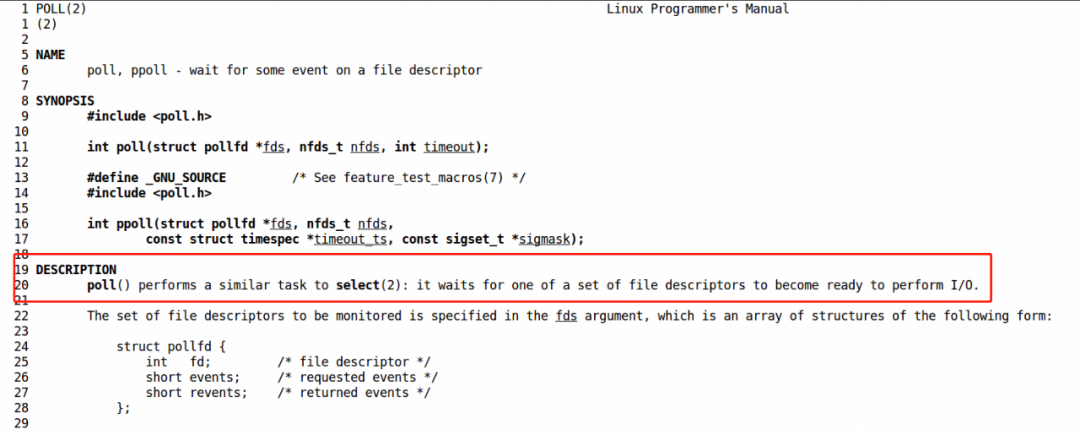 1 POLL(2) Linux Programmer's Manual
1 (2)
2
5 NAME
6 poll, ppoll - wait for some event on a file descriptor
7
8 SYNOPSIS
9 #include <poll.h>
10
11 int poll(struct pollfd *fds, nfds_t nfds, int timeout);
12
13 #define _GNU_SOURCE /* See feature_test_macros(7) */
14 #include <poll.h>
15
16 int ppoll(struct pollfd *fds, nfds_t nfds,
17 const struct timespec *timeout_ts, const sigset_t *sigmask);
18
19 DESCRIPTION
20 poll() performs a similar task to select(2): it waits for one of a set of file descriptors to become ready to perform I/O.
21
22 The set of file descriptors to be monitored is specified in the fds argument, which is an array of structures of the following form:
23
24 struct pollfd {
25 int fd; /* file descriptor */
26 short events; /* requested events */
27 short revents; /* returned events */
28 };
29